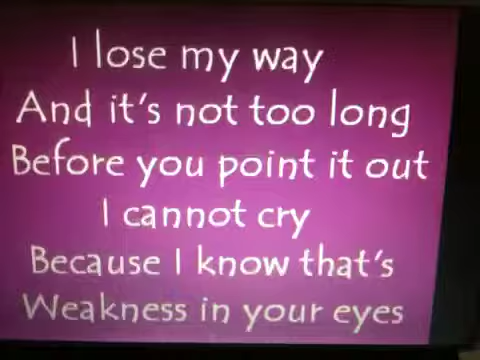 I lose my way
And it's not too long
Before you point it out
I cannot cry
Because I know that's
Weakness in your eyes